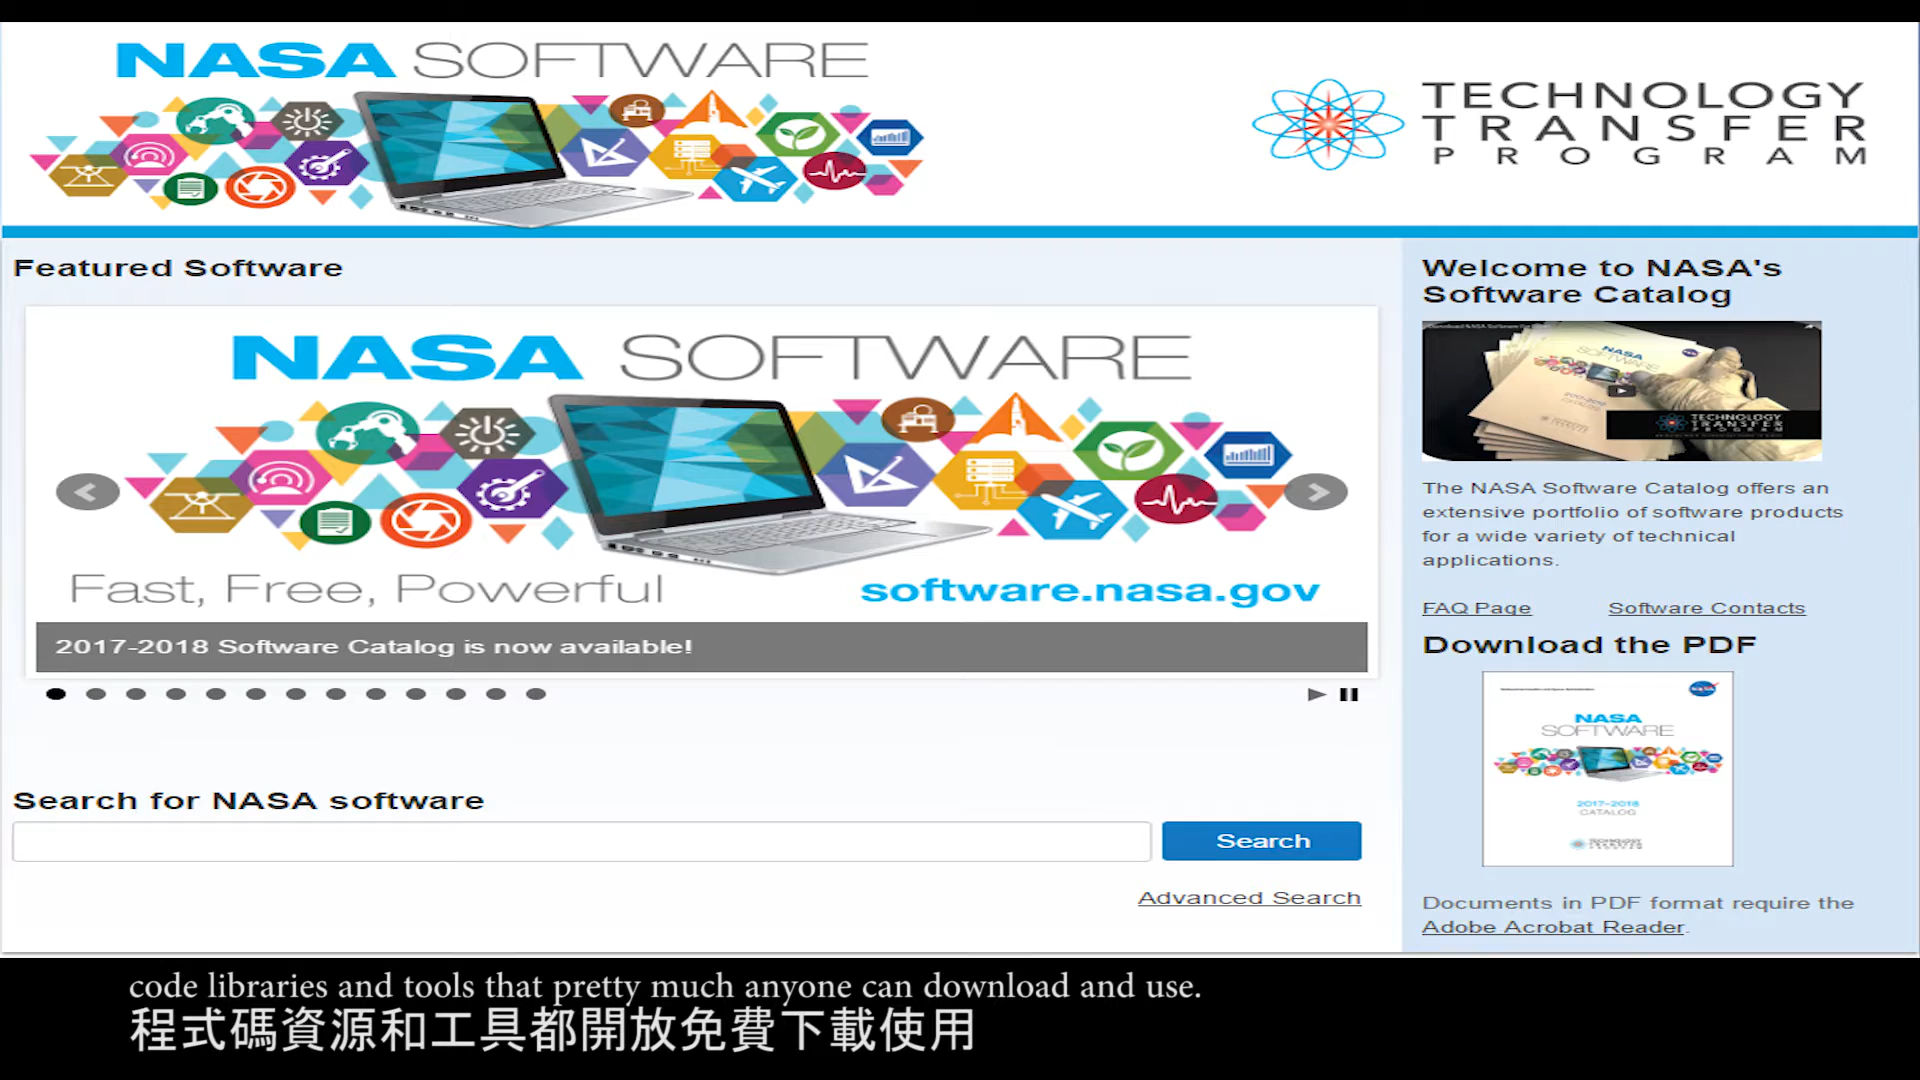 NASA SOFTWARE
TECHNOLOGY
TRANSFER
PROGRAM
Featured Software
NASA SOFTWARE
Fast, Free, Powerful
software.nasa.gov
2017-2018 Software Catalog is now available!
Search for NASA software
Search
Advanced Search
Welcome to NASA's
Software Catalog
NASA
SOFTWARE
TECHNOLOGY
TRANSFER
PROGRAM
The NASA Software Catalog offers an
extensive portfolio of software products
for a wide variety of technical
applications.
FAQ Page
Software Contacts
Download the PDF
NASA
SOFTWARE
2017-2018
CATALOG
Documents in PDF format require the
Adobe Acrobat Reader.
code libraries and tools that pretty much anyone can download and use.
程式碼資源和工具都開放免費下載使用